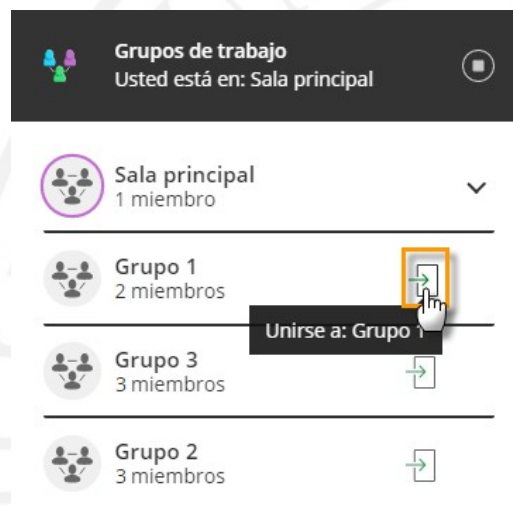 Grupos de trabajo
Usted está en: Sala principal
Sala principal
1 miembro
Grupo 1
2 miembros
Unirse a: Grupo 1
Grupo 3
3 miembros
Grupo 2
3 miembros